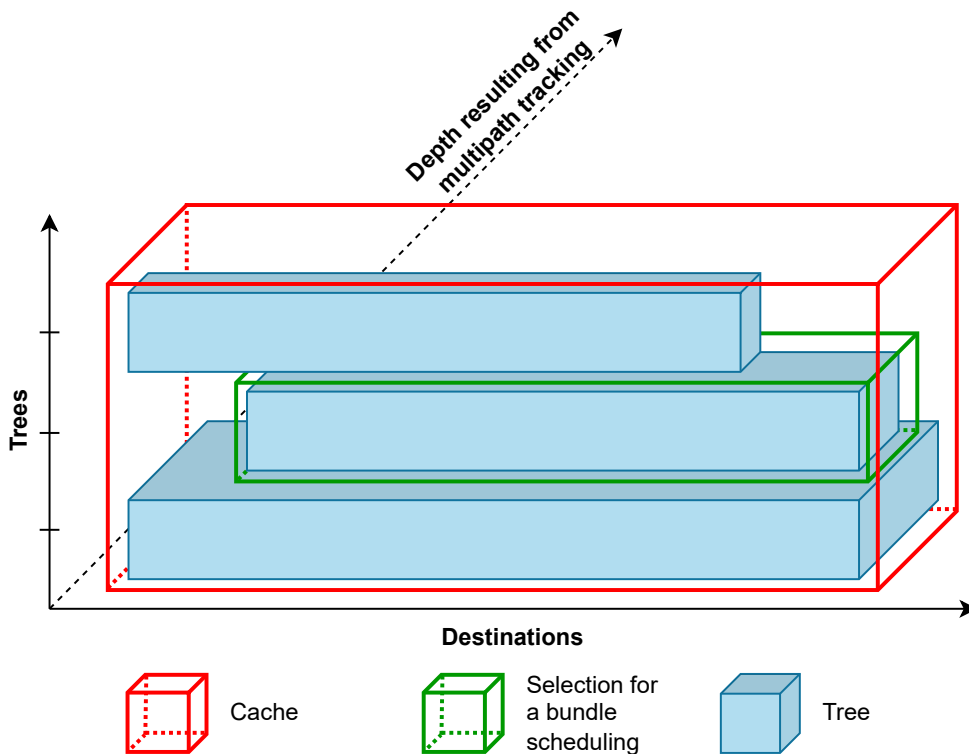 Depth resulting from
multipath tracking
Trees
Destinations
Cache
Selection for
a bundle
scheduling
Tree